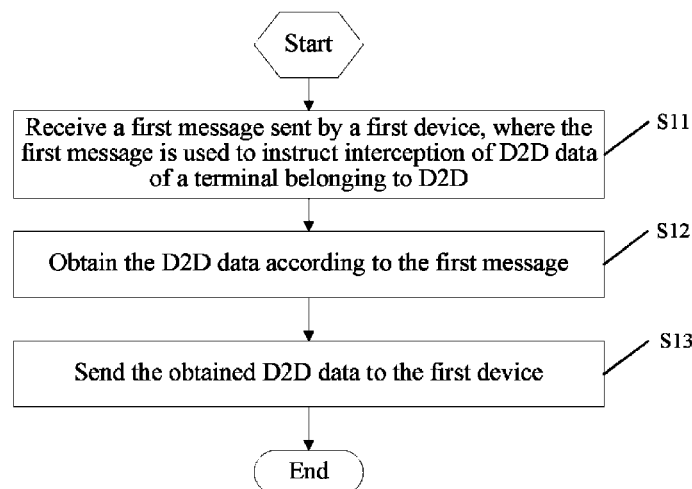 Start
Receive a first message sent by a first device, where the
first message is used to instruct interception of D2D data
of a terminal belonging to D2D
S11
Obtain the D2D data according to the first message
S12
Send the obtained D2D data to the first device
S13
End